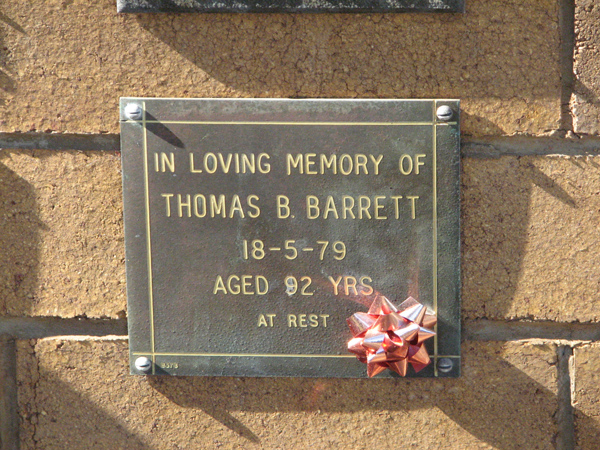 IN LOVING MEMORY OF
THOMAS B. BARRETT
18-5-79
AGED 92 YRS
AT REST